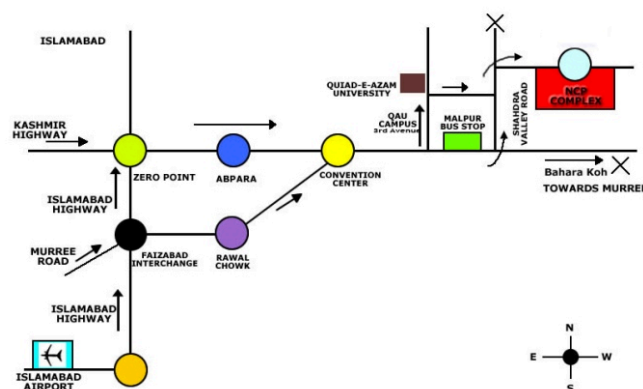 ISLAMABAD
QUIAD-E-AZAM
UNIVERSITY
NCP
COMPLEX
KASHMIR
HIGHWAY
QAU
CAMPUS
3rd Avenue
MALPUR
BUS STOP
SHAHDRA
VALLEY ROAD
ZERO POINT
ABPARA
CONVENTION
CENTER
Bahara Koh
TOWARDS MURREE
ISLAMABAD
HIGHWAY
MURREE
ROAD
FAIZABAD
INTERCHANGE
RAWAL
CHOWK
ISLAMABAD
HIGHWAY
ISLAMABAD
AIRPORT
N
E W
S